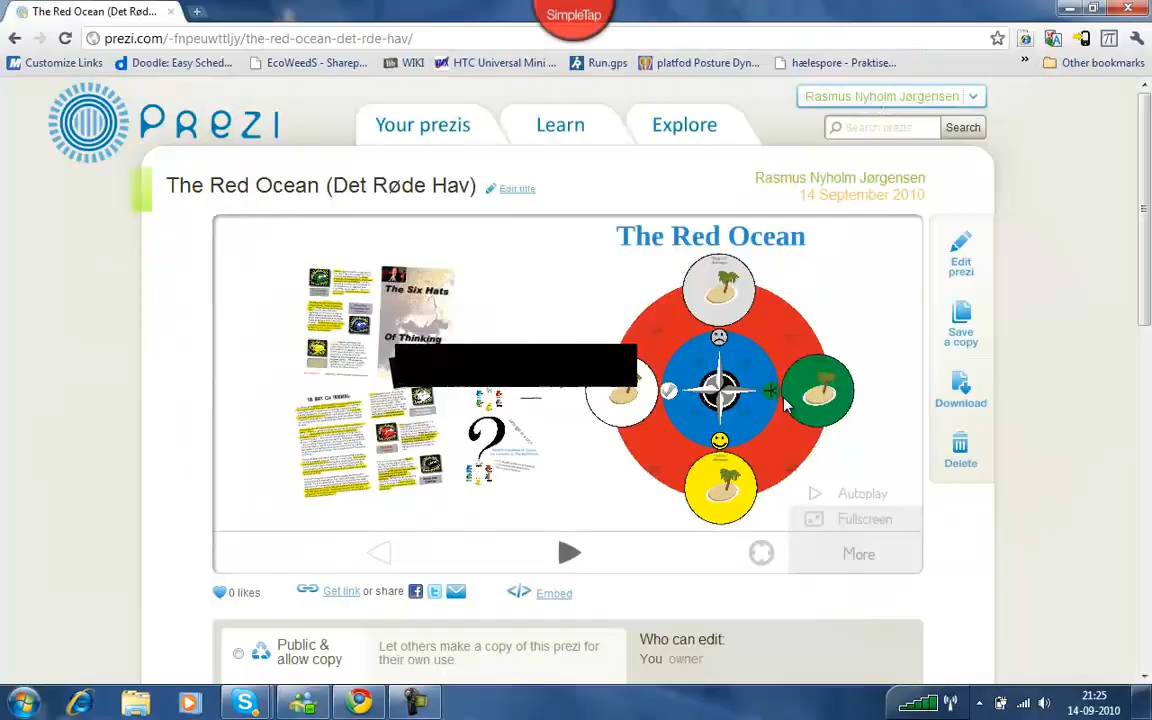 SimpleTap
The Red Ocean (Det Rød...
prezi.com/-fnpeuwttljy/the-red-ocean-det-rde-hav/
Customize Links
Doodle: Easy Sched...
EcoWeedS - Sharep...
WIKI
HTC Universal Mini ...
Run.gps
platfod Posture Dyn...
hælespore - Praktise...
»
Other bookmarks
Prezi
Your prezis
Learn
Explore
Rasmus Nyholm Jørgensen
Search prezis
Search
The Red Ocean (Det Røde Hav)
Edit title
Rasmus Nyholm Jørgensen
14 September 2010
The Red Ocean
The Six Hats
Of Thinking
?
Edit
prezi
Save
a copy
Download
Delete
Autoplay
Fullscreen
More
0 likes
Get link or share
Embed
Public &
allow copy
Let others make a copy of this prezi for
their own use
Who can edit:
You owner
21:25
14-09-2010